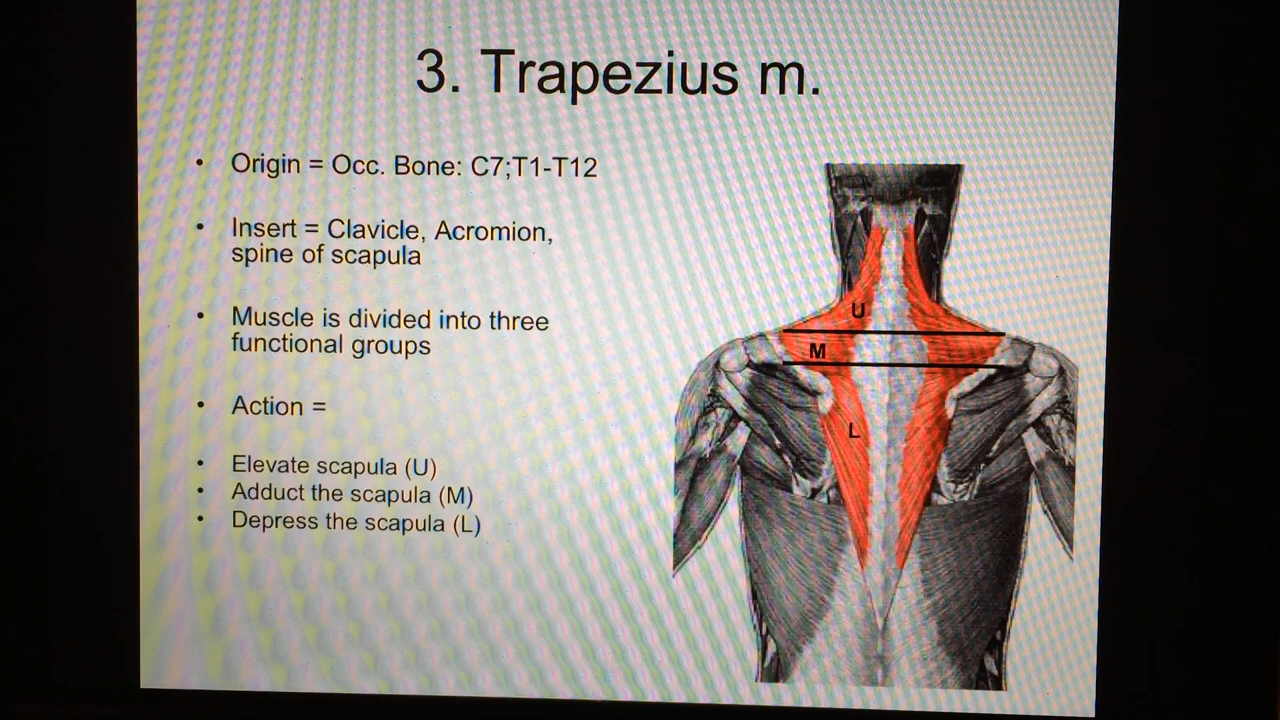 3. Trapezius m.
• Origin = Occ. Bone: C7;T1-T12
• Insert = Clavicle, Acromion,
spine of scapula
• Muscle is divided into three
functional groups
• Action =
• Elevate scapula (U)
• Adduct the scapula (M)
• Depress the scapula (L)
U
M
L